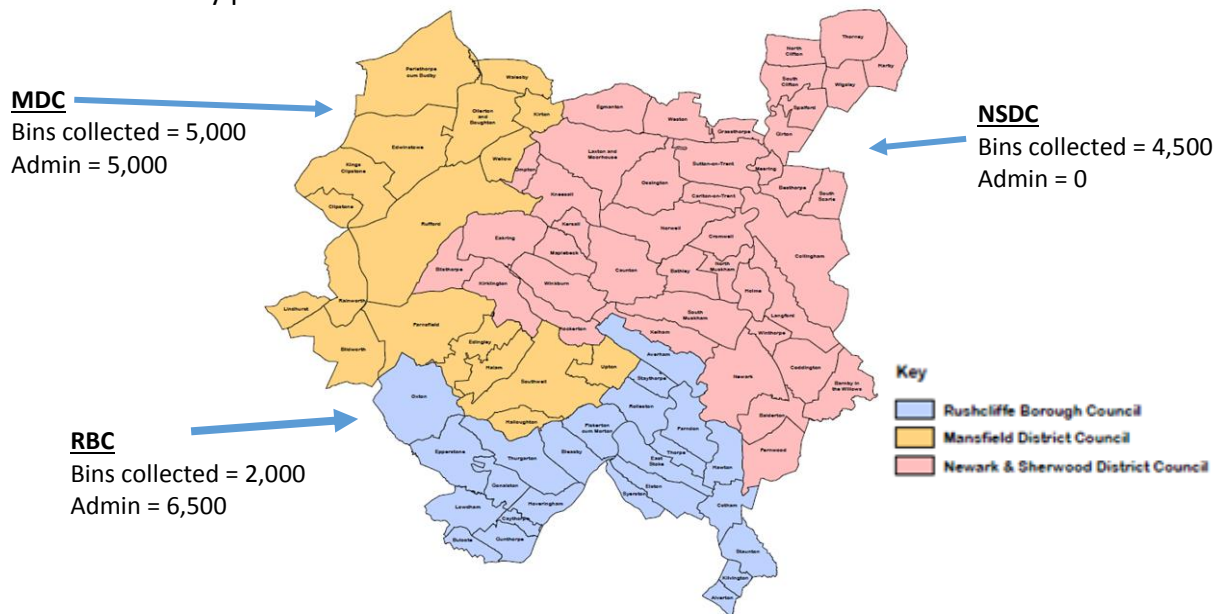 MDC
Bins collected = 5,000
Admin = 5,000
NSDC
Bins collected = 4,500
Admin = 0
RBC
Bins collected = 2,000
Admin = 6,500
Key
Rushcliffe Borough Council
Mansfield District Council
Newark & Sherwood District Council
Thorney
North
Clifton
Harby
South
Clifton
Wigsley
Spalford
Girton
Perlethorpe
cum Budby
Walesby
Ollerton
and
Boughton
Kirton
Egmanton
Weston
Grassthorpe
Edwinstowe
Wellow
Laxton and
Moorhouse
Sutton-on-Trent
Meering
Besthorpe
South
Scarle
Kings
Clipstone
Clipstone
Ossington
Carlton-on-Trent
Kneesall
Rufford
Kersall
Norwell
Cromwell
Collingham
Eakring
Maplebeck
Caunton
Bathley
North
Muskham
Bilsthorpe
Kirklington
Winkburn
Holme
Langford
Lindhurst
Rainworth
Farnsfield
South
Muskham
Winthorpe
Hockerton
Kelham
Blidworth
Edingley
Halam
Southwell
Upton
Averham
Newark
Coddington
Barnby in
the Willows
Staythorpe
Oxton
Rolleston
Halloughton
Fiskerton
cum Morton
Farndon
Balderton
Fernwood
Epperstone
Thurgarton
Bleasby
East
Stoke
Thorpe
Hawton
Gonalston
Elston
Syerston
Lowdham
Hoveringham
Cotham
Caythorpe
Bulcote
Gunthorpe
Staunton
Kilvington
Alverton